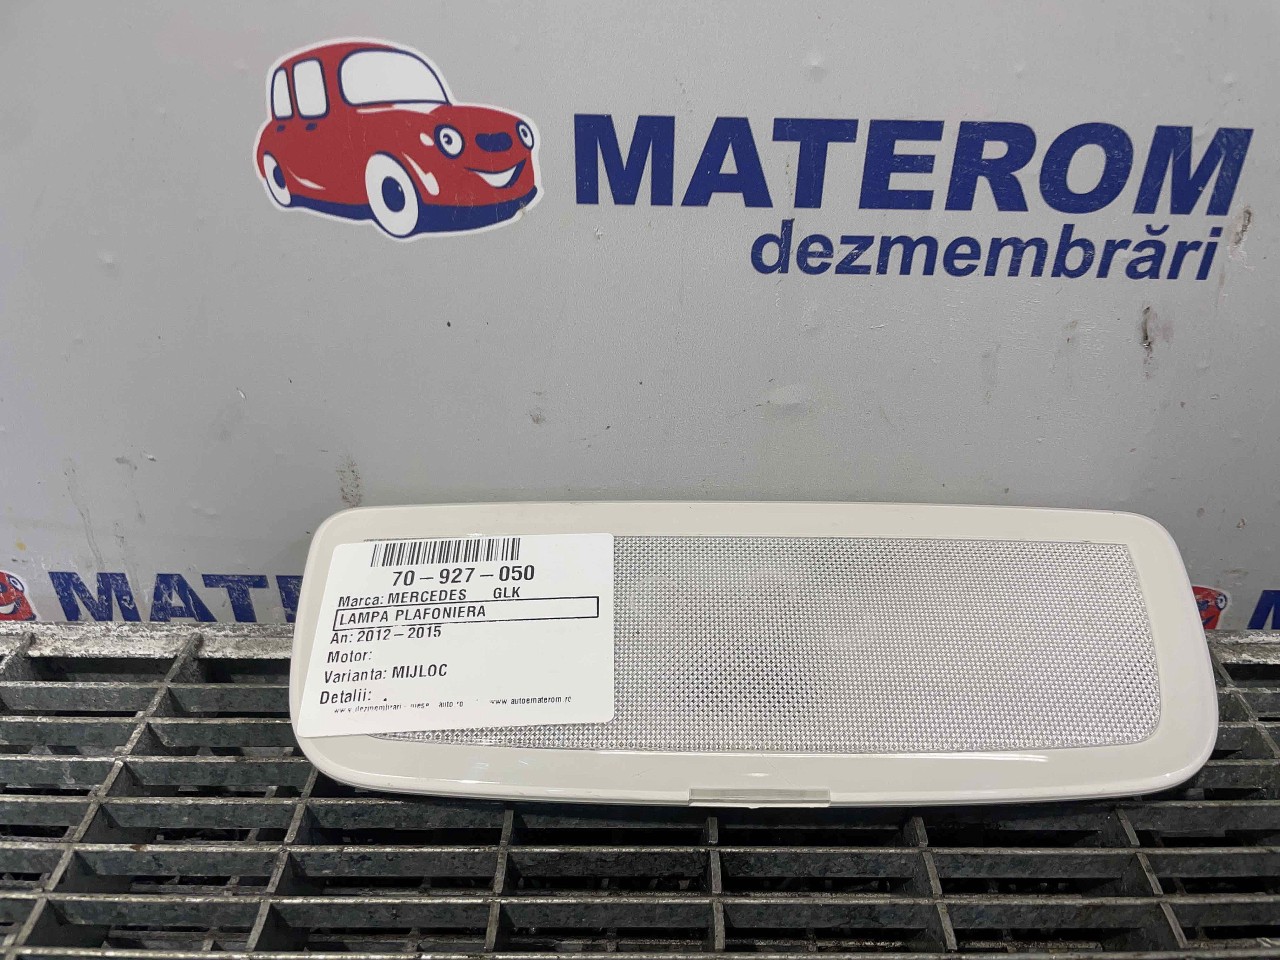 MATEROM
dezmembrări
70-927-050
Marca: MERCEDES GLK
LAMPA PLAFONIERA
An: 2012-2015
Motor:
Varianta: MIJLOC
Detalii: .
www.autoematerom.ro
MATE